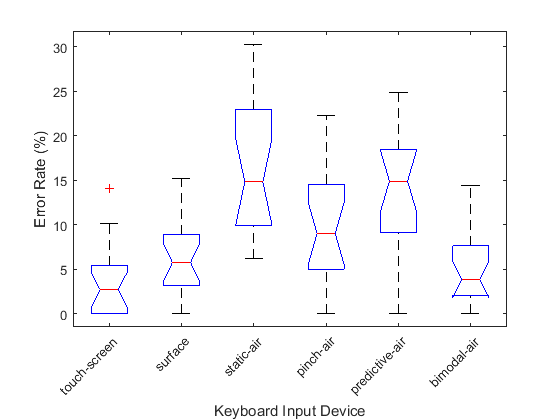 30
25
20
15
10
5
0
Error Rate (%)
touch-screen
surface
static-air
pinch-air
predictive-air
bimodal-air
Keyboard Input Device